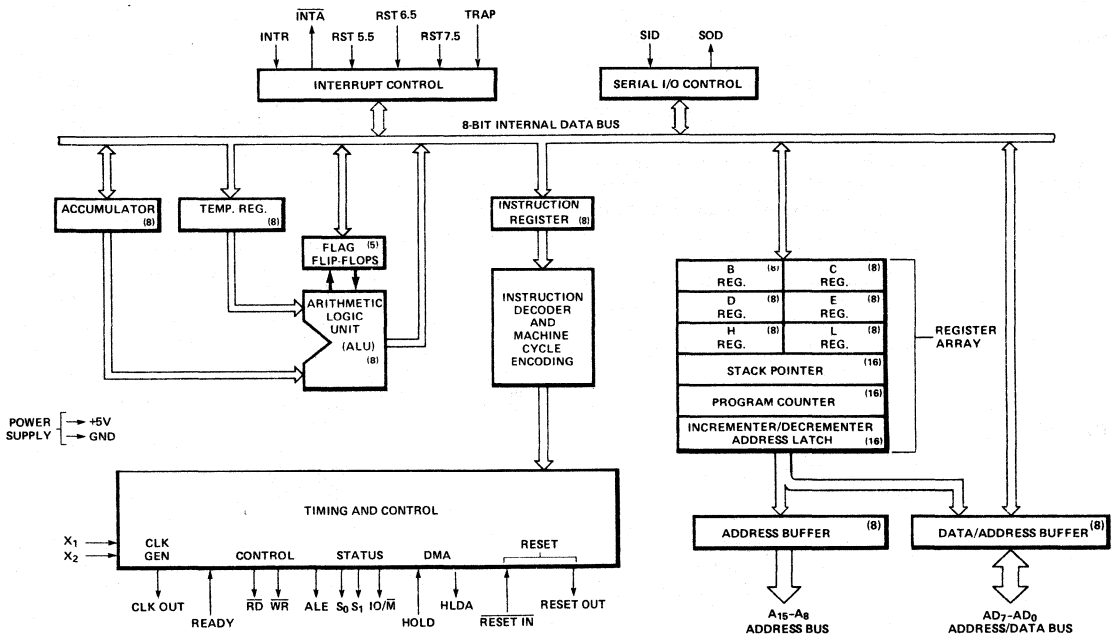 INTR
I̅N̅T̅A̅
RST 5.5
RST 6.5
RST 7.5
TRAP
INTERRUPT CONTROL
SID
SOD
SERIAL I/O CONTROL
8-BIT INTERNAL DATA BUS
ACCUMULATOR
(8)
TEMP. REG.
(8)
FLAG (5)
FLIP-FLOPS
ARITHMETIC
LOGIC
UNIT
(ALU)
(8)
INSTRUCTION
REGISTER (8)
INSTRUCTION
DECODER
AND
MACHINE
CYCLE
ENCODING
B (8)
REG.
C (8)
REG.
D (8)
REG.
E (8)
REG.
H (8)
REG.
L (8)
REG.
STACK POINTER (16)
PROGRAM COUNTER (16)
INCREMENTER/DECREMENTER
ADDRESS LATCH (16)
REGISTER
ARRAY
POWER
SUPPLY
+5V
GND
TIMING AND CONTROL
X₁
X₂
CLK
GEN
CONTROL
STATUS
DMA
RESET
CLK OUT
READY
R̅D̅
W̅R̅
ALE
S₀
S₁
IO/M̅
HOLD
HLDA
R̅E̅S̅E̅T̅ I̅N̅
RESET OUT
ADDRESS BUFFER (8)
DATA/ADDRESS BUFFER (8)
A₁₅–A₈
ADDRESS BUS
AD₇–AD₀
ADDRESS/DATA BUS